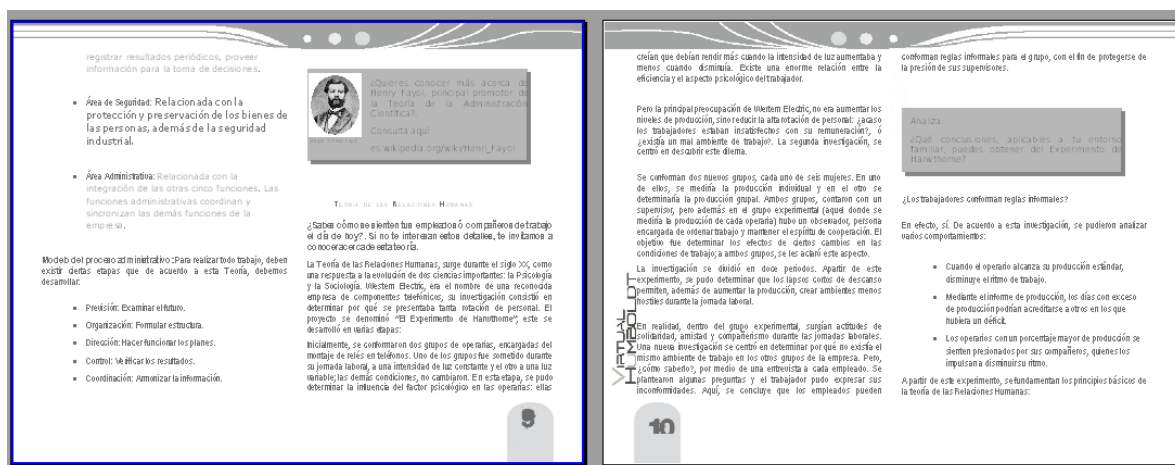 registrar resultados periódicos, proveer
información para la toma de decisiones.
Área de Seguridad: Relacionada con la
protección y preservación de los bienes de
las personas, además de la seguridad
industrial.
Área Administrativa: Relacionada con la
integración de las otras cinco funciones. Las
funciones administrativas coordinan y
sincronizan las demás funciones de la
empresa.
Modelo del proceso administrativo: Para realizar todo trabajo, deben
existir ciertas etapas que de acuerdo a esta Teoría, debemos
desarrollar:
Previsión: Examinar el futuro.
Organización: Formular estructura.
Dirección: Hacer funcionar los planes.
Control: Verificar los resultados.
Coordinación: Armonizar la información.
¿Quieres conocer más acerca de
Henry Fayol, principal promotor de
la Teoría de la Administración
Científica?.
Consulta aquí:
es.wikipedia.org/wiki/Henri_Fayol
TEORÍA DE LAS RELACIONES HUMANAS
¿Sabes cómo se sienten tus empleados ó compañeros de trabajo
el día de hoy?. Si no te interesan estos detalles, te invitamos a
conocer acerca de esta teoría.
La Teoría de las Relaciones Humanas, surge durante el siglo XX, como
una respuesta a la evolución de dos ciencias importantes: la Psicología
y la Sociología. Western Electric, era el nombre de una reconocida
empresa de componentes telefónicos, su investigación consistió en
determinar por qué se presentaba tanta rotación de personal. El
proyecto se denominó “El Experimento de Harwthorne”, este se
desarrolló en varias etapas:
Inicialmente, se conformaron dos grupos de operarias, encargadas del
montaje de relés en teléfonos. Uno de los grupos fue sometido durante
su jornada laboral, a una intensidad de luz constante y el otro a una luz
variable; las demás condiciones, no cambiaron. En esta etapa, se pudo
determinar la influencia del factor psicológico en las operarias: ellas
9
creían que debían rendir más cuando la intensidad de luz aumentaba y
menos cuando disminuía. Existe una enorme relación entre la
eficiencia y el aspecto psicológico del trabajador.
Pero la principal preocupación de Western Electric, no era aumentar los
niveles de producción, sino reducir la alta rotación de personal: ¿acaso
los trabajadores estaban insatisfechos con su remuneración?, ó
¿existía un mal ambiente de trabajo?. La segunda investigación, se
centró en descubrir este dilema.
Se conforman dos nuevos grupos, cada uno de seis mujeres. En uno
de ellos, se mediría la producción individual y en el otro se
determinaría la producción grupal. Ambos grupos, contaron con un
supervisor, pero además en el grupo experimental (aquel donde se
mediría la producción de cada operaria) hubo un observador, persona
encargada de ordenar trabajo y mantener el espíritu de cooperación. El
objetivo fue determinar los efectos de ciertos cambios en las
condiciones de trabajo; a ambos grupos, se les aclaró este aspecto.
La investigación se dividió en doce periodos. Apartir de este
experimento, se pudo determinar que los lapsos cortos de descanso
permiten, además de aumentar la producción, crear ambientes menos
hostiles durante la jornada laboral.
En realidad, dentro del grupo experimental, surgían actitudes de
solidaridad, amistad y compañerismo durante las jornadas laborales.
Una nueva investigación se centró en determinar por qué no existía el
mismo ambiente de trabajo en los otros grupos de la empresa. Pero,
¿cómo saberlo?, por medio de una entrevista a cada empleado. Se
plantearon algunas preguntas y el trabajador pudo expresar sus
inconformidades. Aquí, se concluye que los empleados pueden
VIRTUAL
HUMBOLDT
10
conforman reglas informales para el grupo, con el fin de protegerse de
la presión de sus supervisores.
Analiza:
¿Qué conclusiones, aplicables a tu entorno
familiar, puedes obtener del Experimento de
Harwthorne?
¿Los trabajadores conforman reglas informales?
En efecto, sí. De acuerdo a esta investigación, se pudieron analizar
varios comportamientos:
Cuando el operario alcanza su producción estándar,
disminuye el ritmo de trabajo.
Mediante el informe de producción, los días con exceso
de producción podrían acreditarse a otros en los que
hubiera un déficit.
Los operarios con un porcentaje mayor de producción se
sienten presionados por sus compañeros, quienes los
impulsan a disminuir su ritmo.
A partir de este experimento, se fundamentan los principios básicos de
la teoría de las Relaciones Humanas: